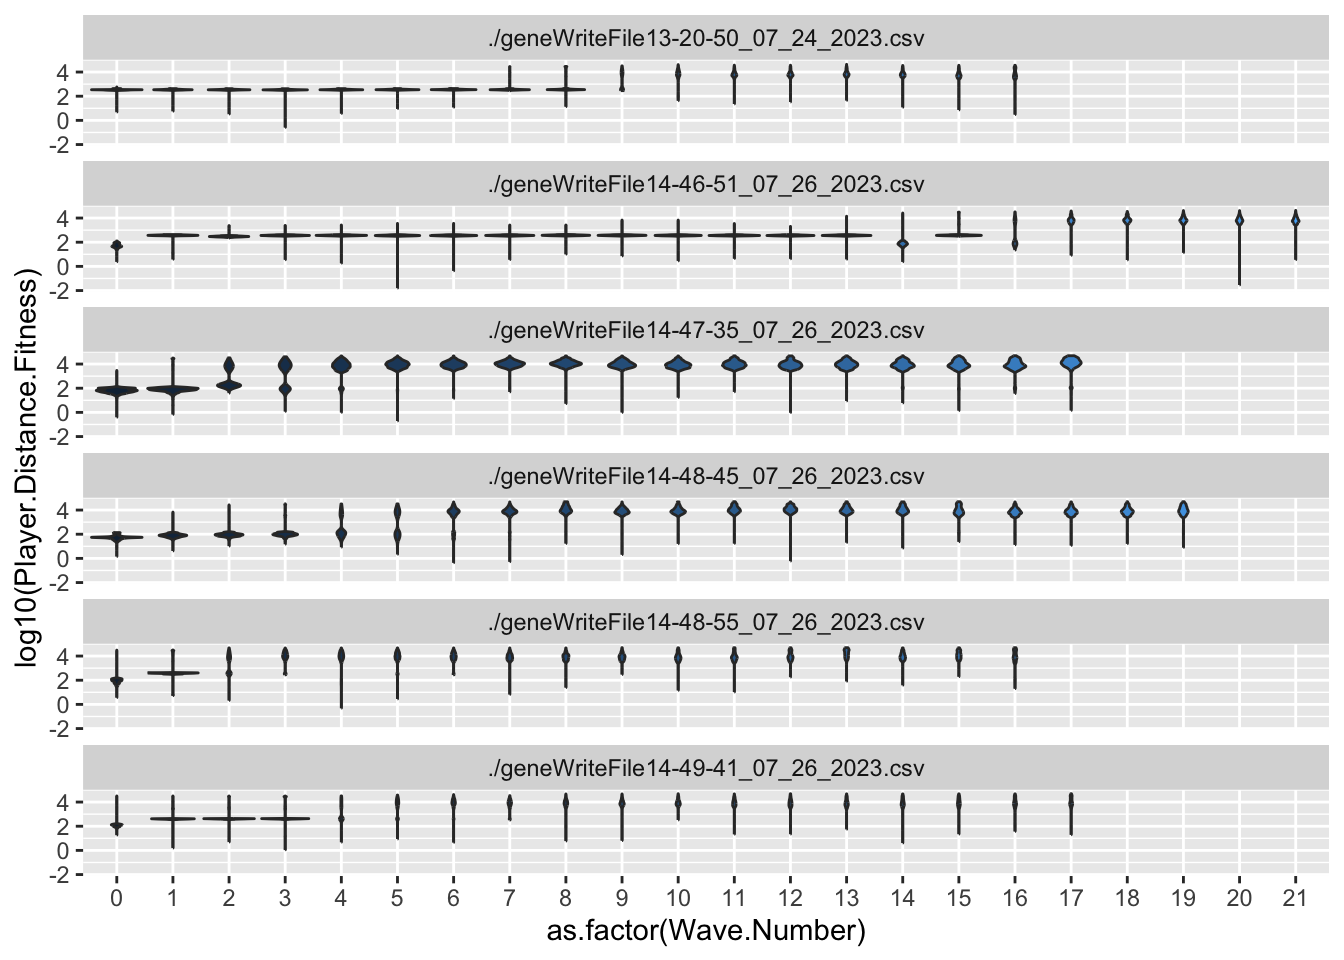 ./geneWriteFile13-20-50_07_24_2023.csv
4
2
0
-2
./geneWriteFile14-46-51_07_26_2023.csv
4
2
0
-2
./geneWriteFile14-47-35_07_26_2023.csv
4
2
0
-2
./geneWriteFile14-48-45_07_26_2023.csv
4
2
0
-2
./geneWriteFile14-48-55_07_26_2023.csv
4
2
0
-2
./geneWriteFile14-49-41_07_26_2023.csv
4
2
0
-2
log10(Player.Distance.Fitness)
0 1 2 3 4 5 6 7 8 9 10 11 12 13 14 15 16 17 18 19 20 21
as.factor(Wave.Number)